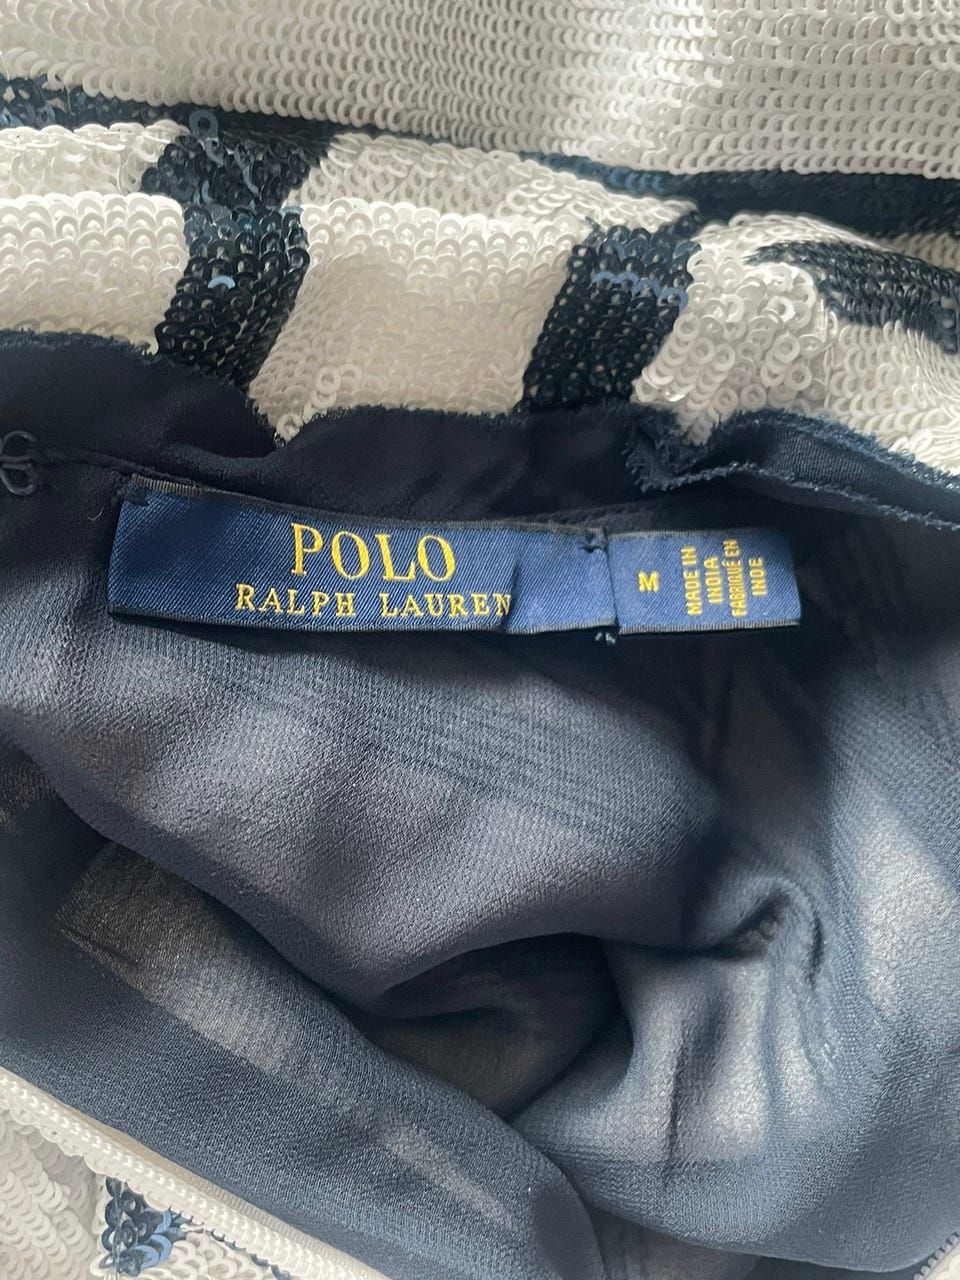 POLO
RALPH LAUREN
M
MADE IN
INDIA
FABRIQUÉ EN
INDE